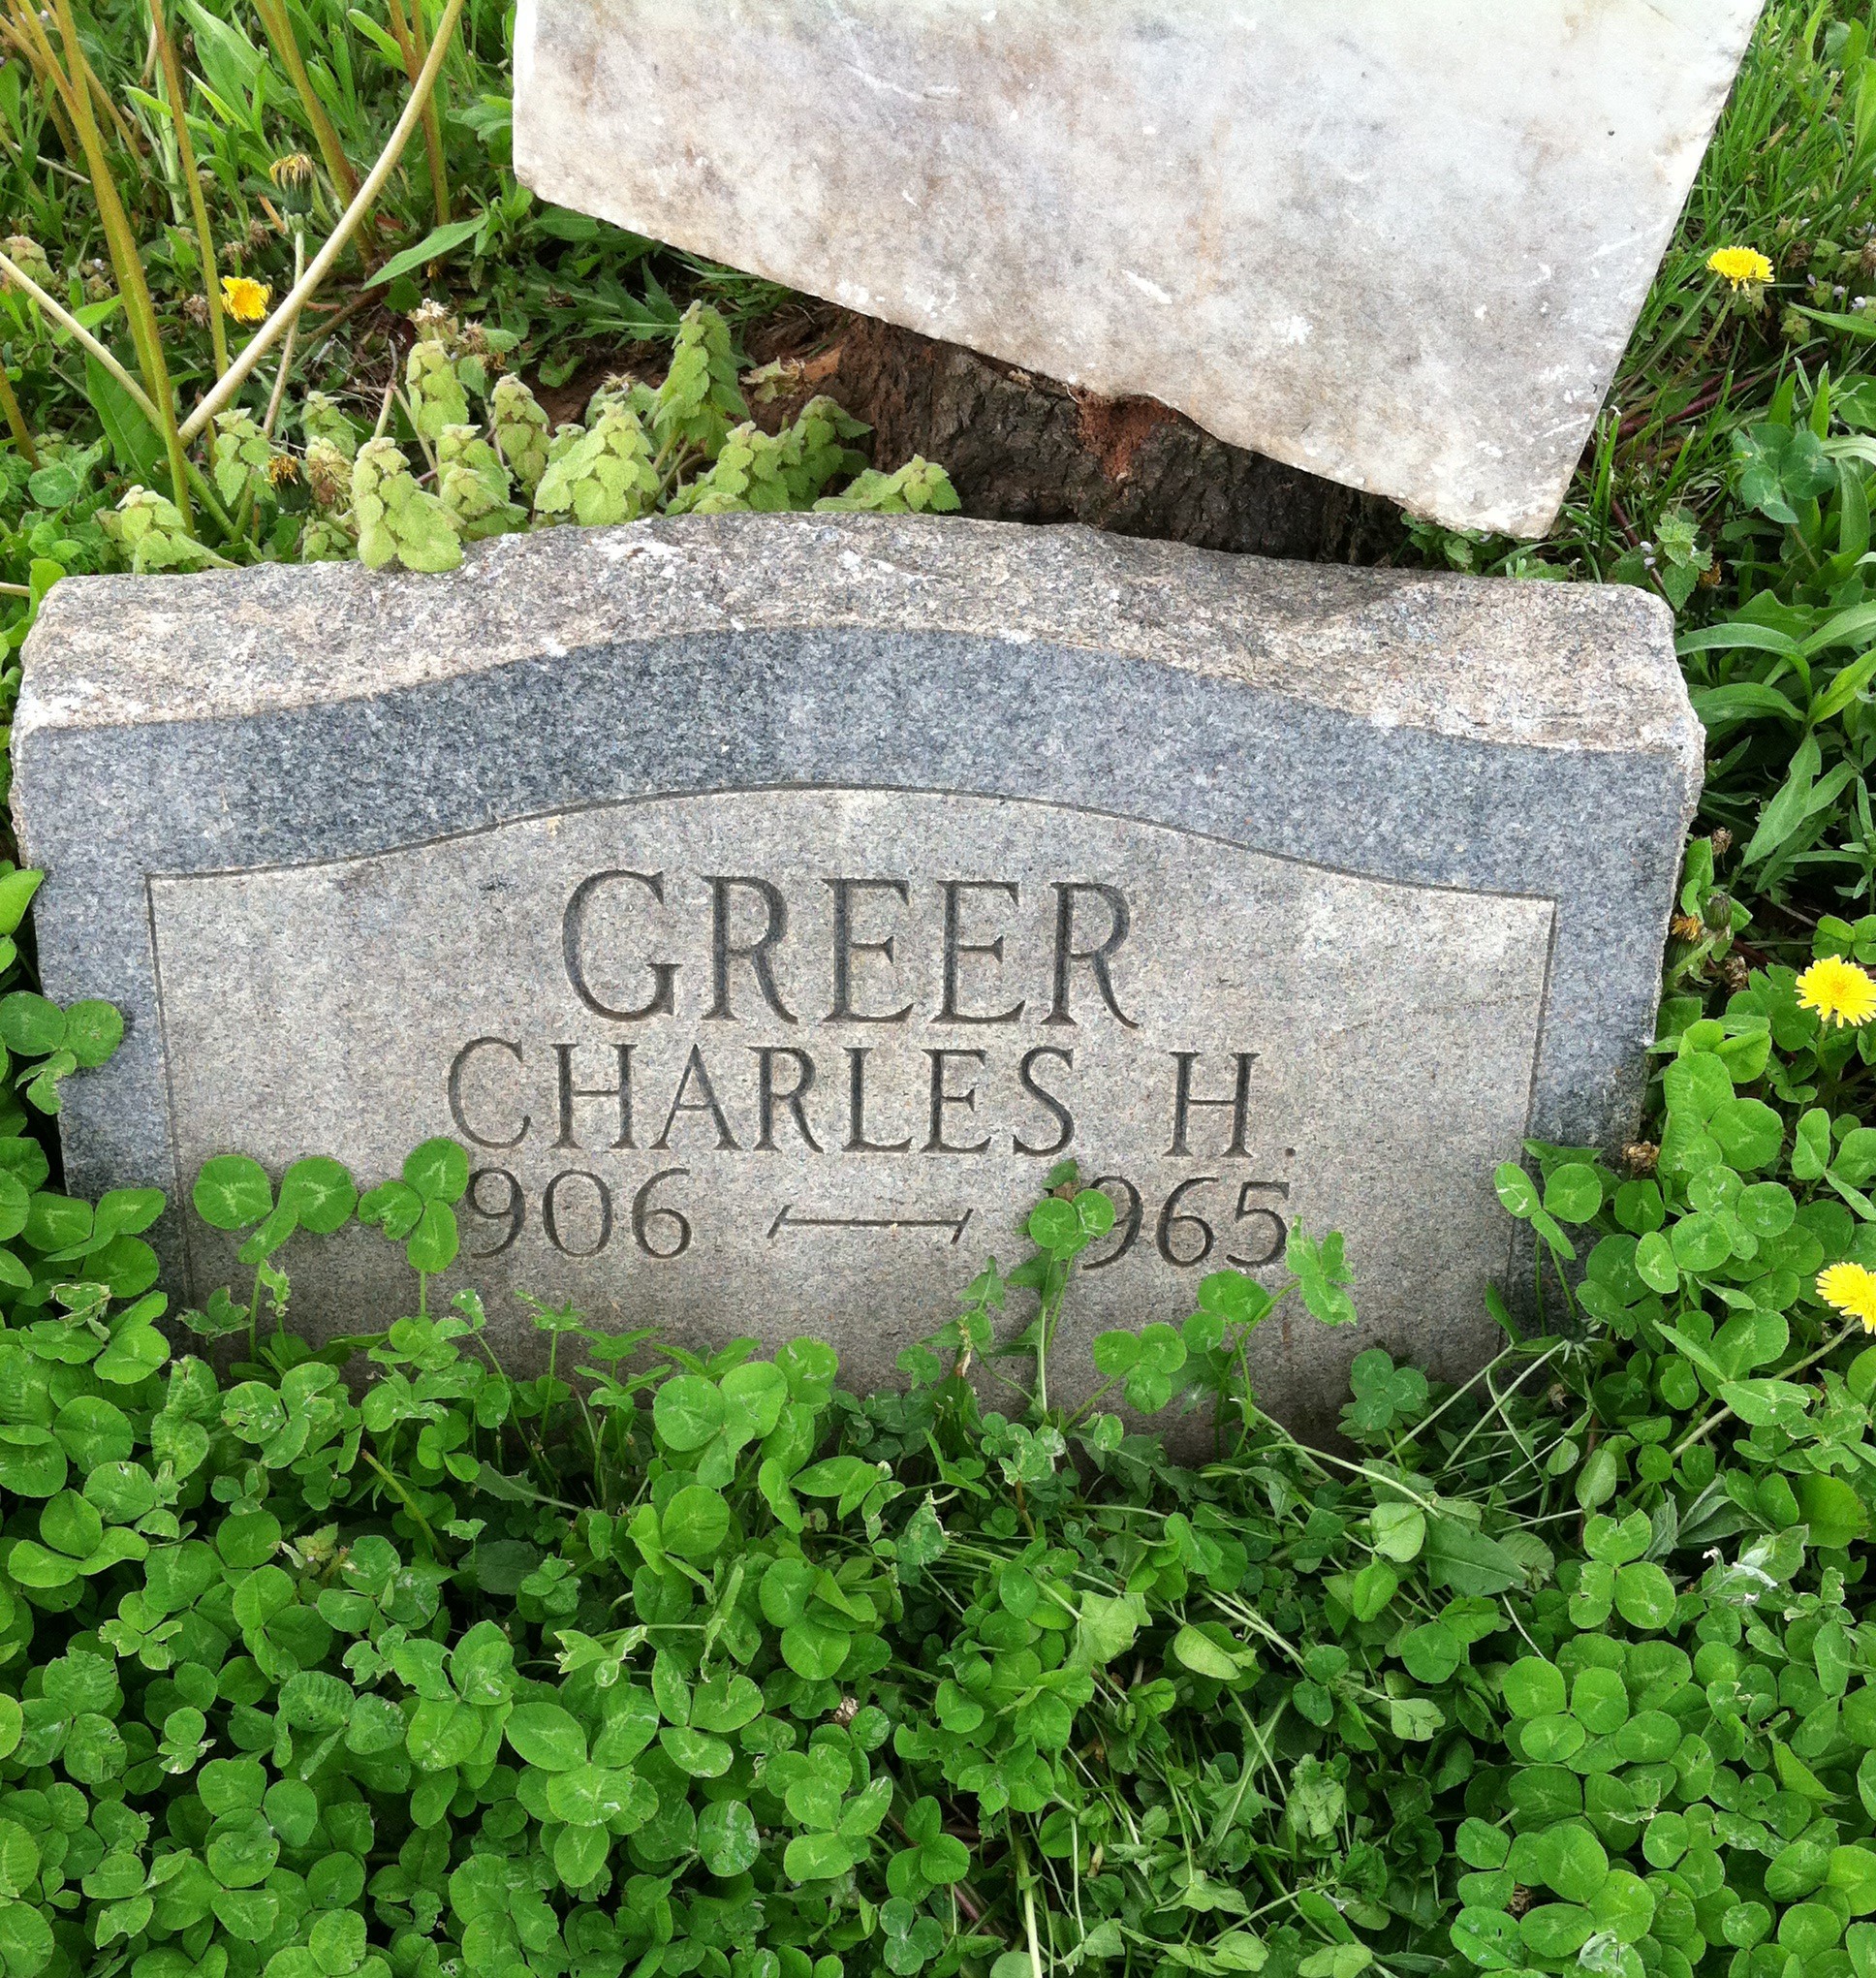 GREER
CHARLES H.
906 — 965